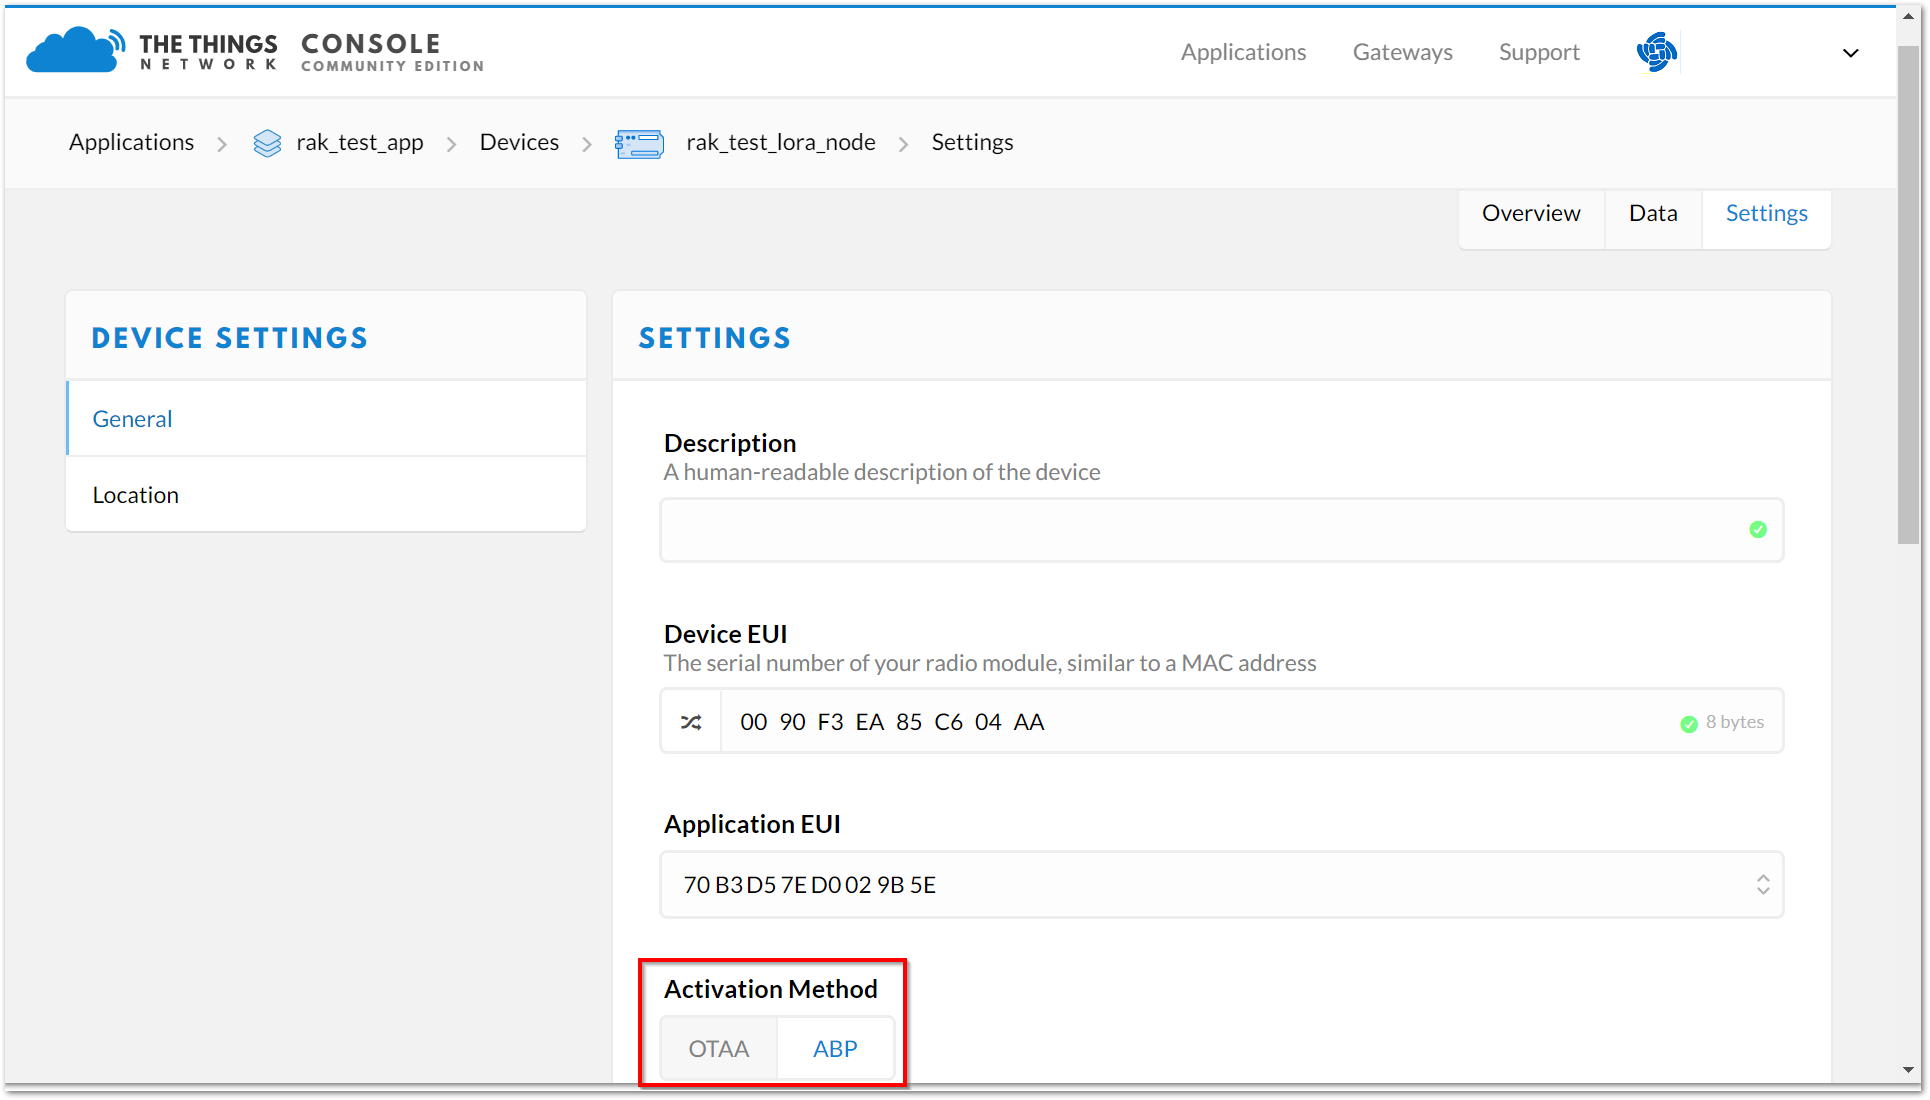 THE THINGS NETWORK CONSOLE COMMUNITY EDITION
Applications Gateways Support
Applications rak_test_app Devices rak_test_lora_node Settings
Overview Data Settings
DEVICE SETTINGS
General
Location
SETTINGS
Description
A human-readable description of the device
Device EUI
The serial number of your radio module, similar to a MAC address
00 90 F3 EA 85 C6 04 AA 8 bytes
Application EUI
70 B3 D5 7E D0 02 9B 5E
Activation Method
OTAA ABP